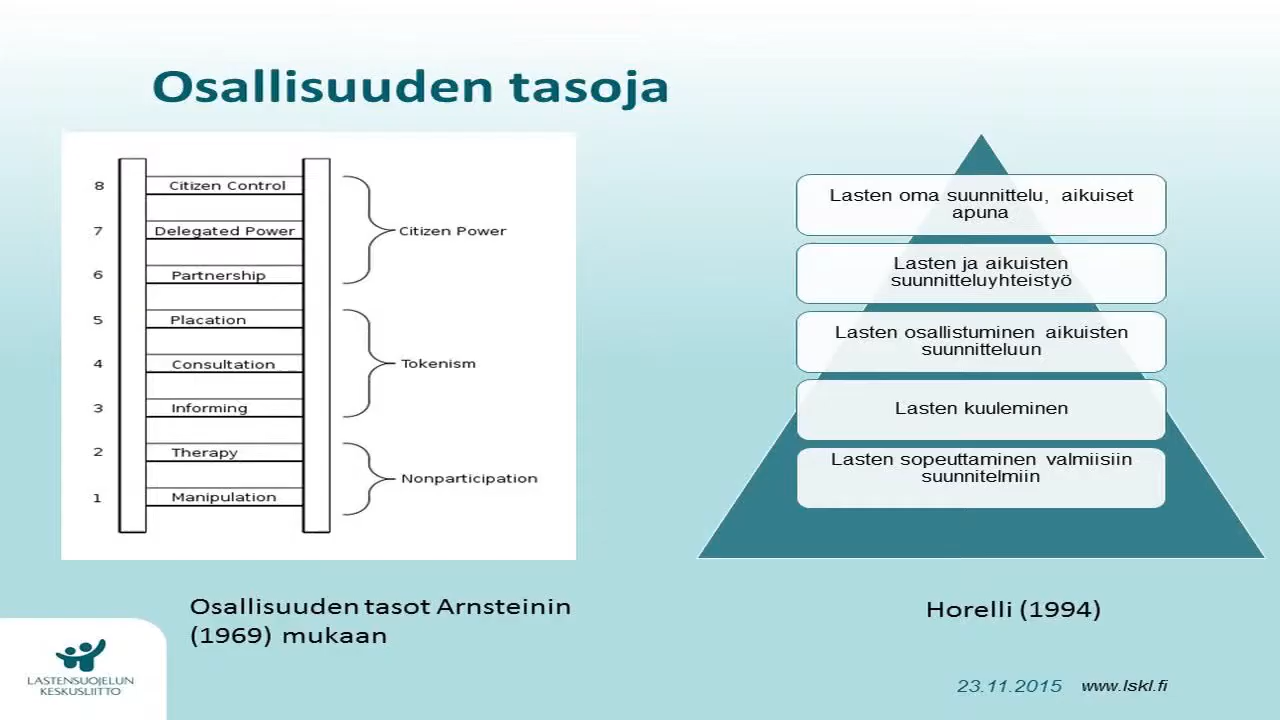 Osallisuuden tasoja
8 Citizen Control
7 Delegated Power
6 Partnership
Citizen Power
5 Placation
4 Consultation
3 Informing
Tokenism
2 Therapy
1 Manipulation
Nonparticipation
Osallisuuden tasot Arnsteinin
(1969) mukaan
Lasten oma suunnittelu, aikuiset
apuna
Lasten ja aikuisten
suunnitteluyhteistyö
Lasten osallistuminen aikuisten
suunnitteluun
Lasten kuuleminen
Lasten sopeuttaminen valmiisiin
suunnitelmiin
Horelli (1994)
LASTENSUOJELUN
KESKUSLIITTO
23.11.2015 www.lskl.fi